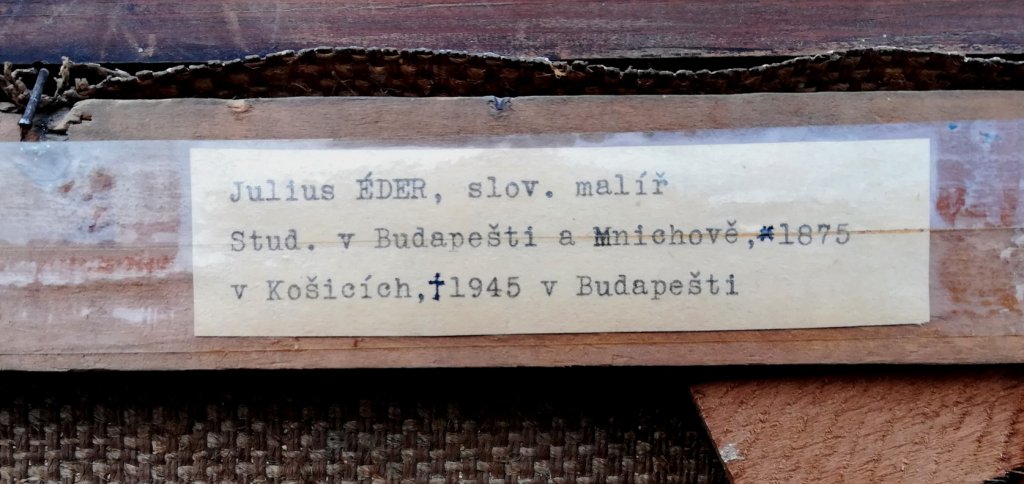 Julius ÉDER, slov. malíř
Stud. v Budapešti a Mnichově,*1875
v Košicích,†1945 v Budapešti